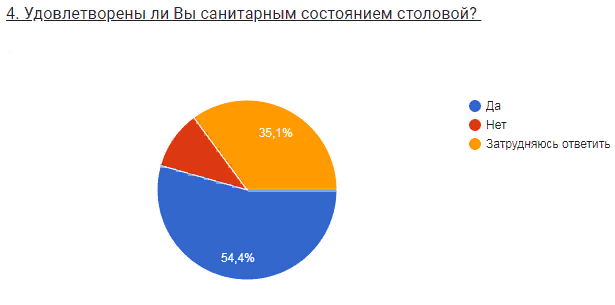 4. Удовлетворены ли Вы санитарным состоянием столовой?
Да
Нет
Затрудняюсь ответить
35,1%
54,4%